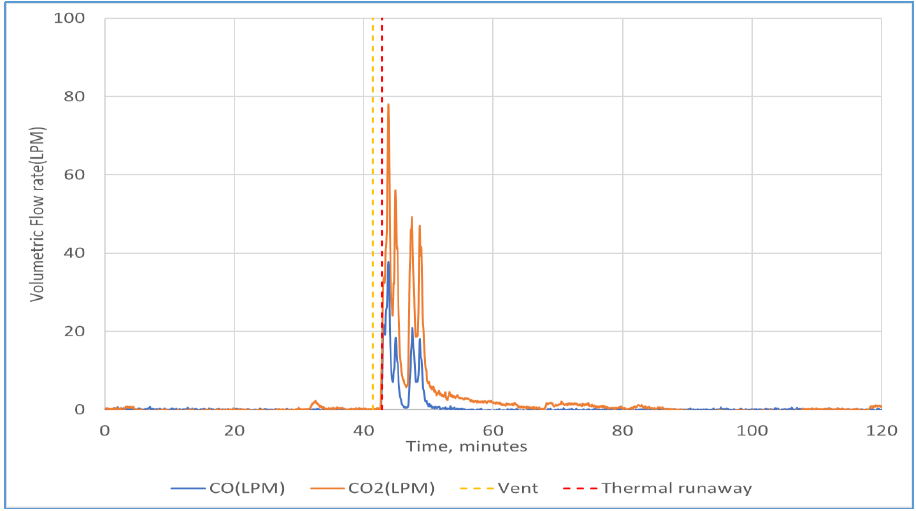 100
80
60
40
20
0
Volumetric Flow rate(LPM)
0 20 40 60 80 100 120
Time, minutes
CO(LPM) CO2(LPM) Vent Thermal runaway